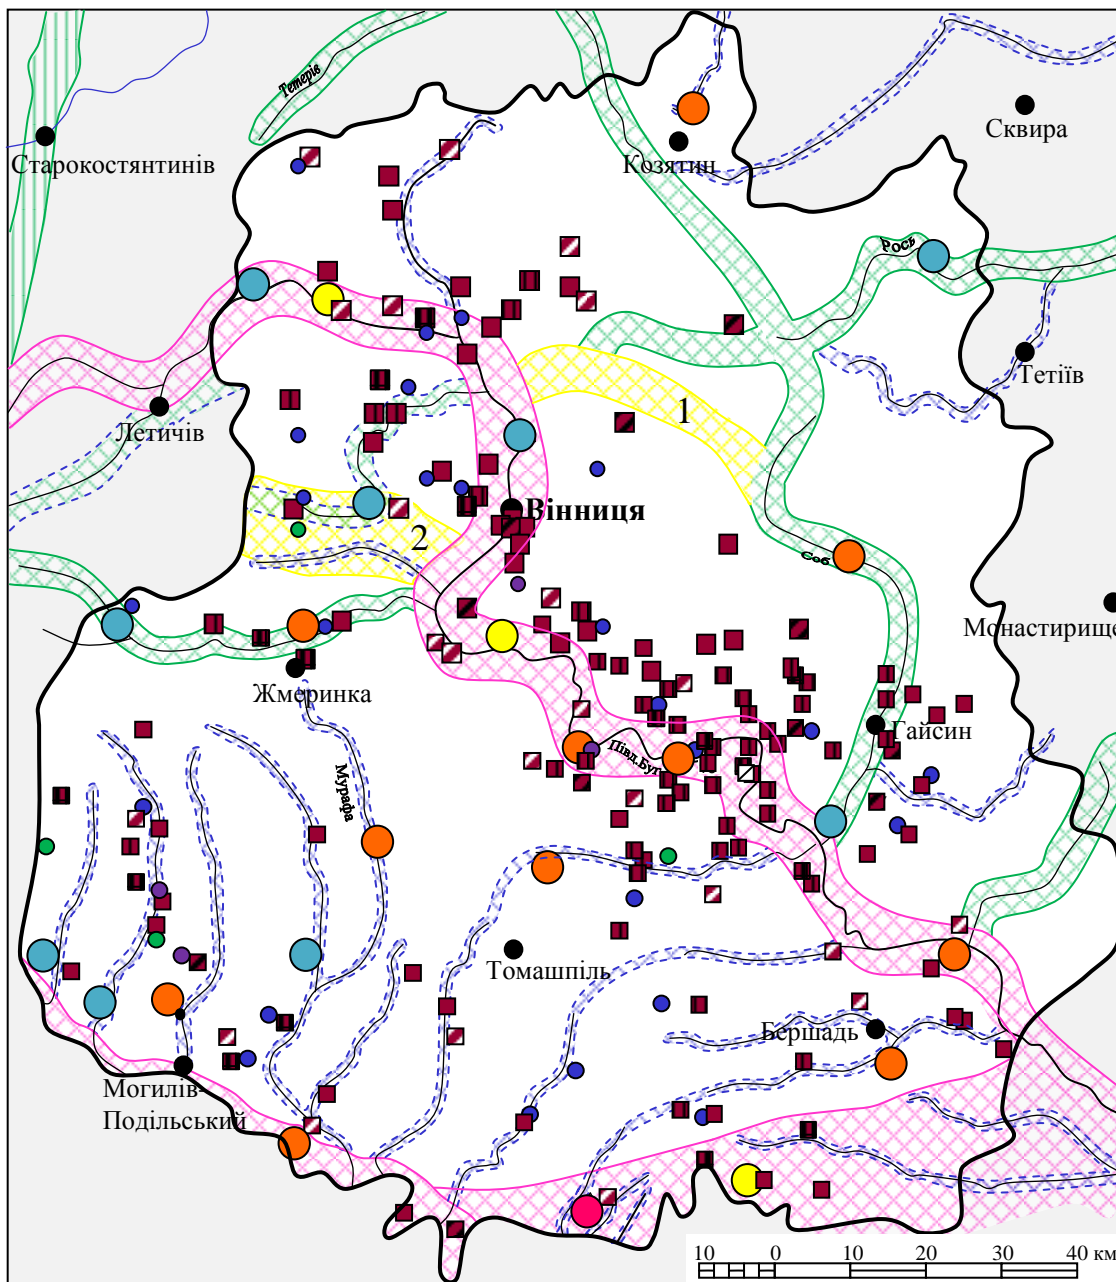 Тетерів
Сквира
Старокостянтинів
Козятин
Рось
Тетіїв
Летичів
1
Вінниця
2
Соб
Монастирище
Жмеринка
Гайсин
Півд.Буг
Мурафа
Томашпіль
Бершадь
Могилів-
Подільський
10 0 10 20 30 40 км